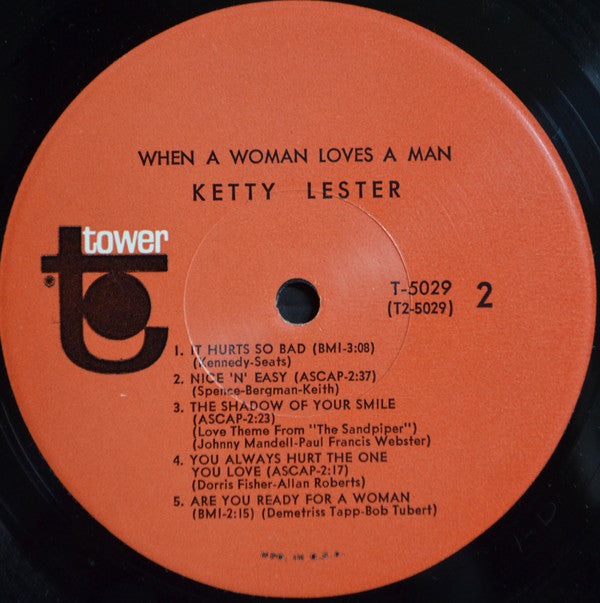 WHEN A WOMAN LOVES A MAN
KETTY LESTER
tower
T-5029
(T2-5029)
2
1. IT HURTS SO BAD (BMI-3:08)
(Kennedy-Seats)
2. NICE 'N' EASY (ASCAP-2:37)
(Spence-Bergman-Keith)
3. THE SHADOW OF YOUR SMILE
(ASCAP-2:23)
(Love Theme From "The Sandpiper")
(Johnny Mandell-Paul Francis Webster)
4. YOU ALWAYS HURT THE ONE
YOU LOVE (ASCAP-2:17)
(Dorris Fisher-Allan Roberts)
5. ARE YOU READY FOR A WOMAN
(BMI-2:15) (Demetriss Tapp-Bob Tubert)
MFD. IN U.S.A.